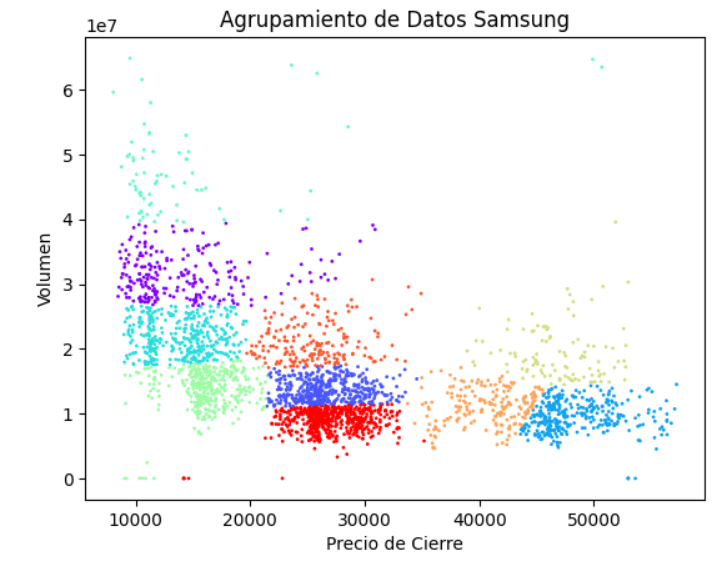 Agrupamiento de Datos Samsung
1e7
6
5
4
3
2
1
0
Volumen
10000 20000 30000 40000 50000
Precio de Cierre